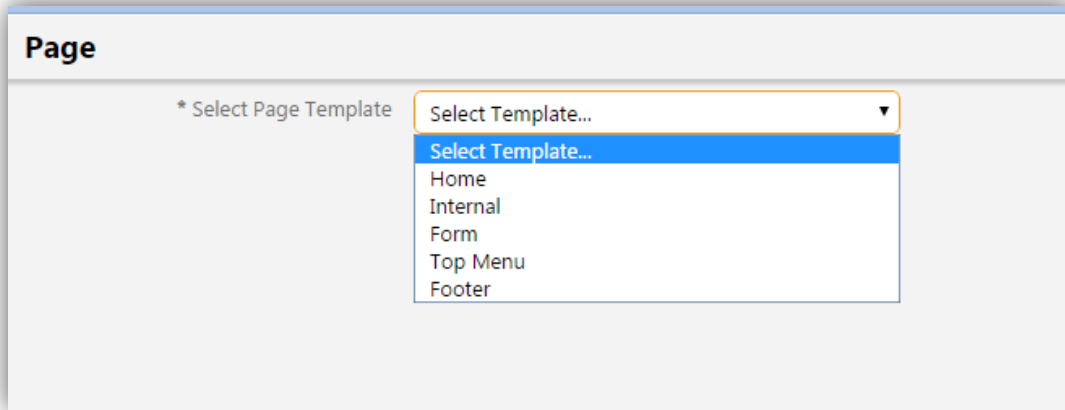 Page
* Select Page Template
Select Template...
Select Template...
Home
Internal
Form
Top Menu
Footer